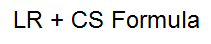 LR + CS Formula